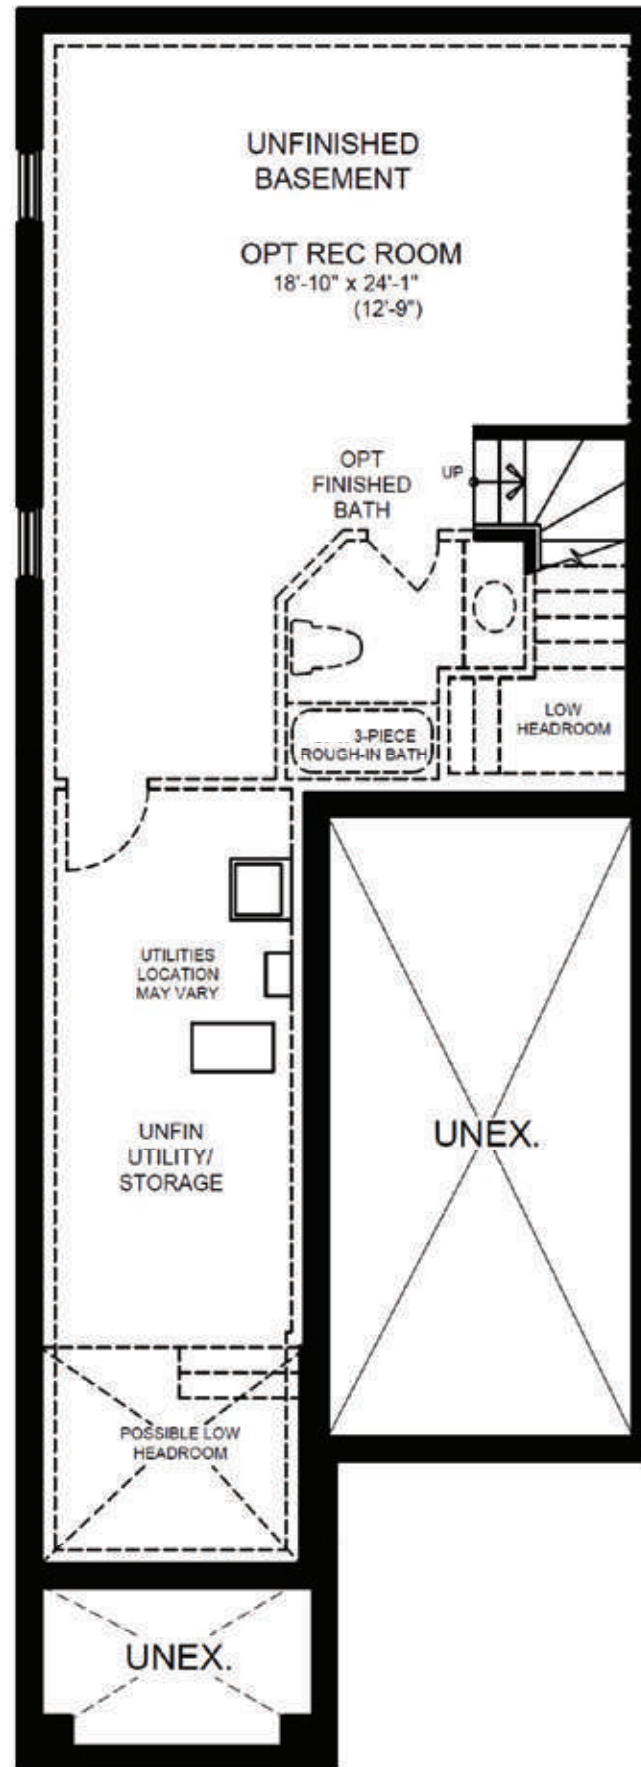 UNFINISHED
BASEMENT
OPT REC ROOM
18'-10" x 24'-1"
(12'-9")
OPT
FINISHED
BATH
UP
LOW
HEADROOM
3-PIECE
ROUGH-IN BATH
UTILITIES
LOCATION
MAY VARY
UNFIN
UTILITY/
STORAGE
UNEX.
POSSIBLE LOW
HEADROOM
UNEX.